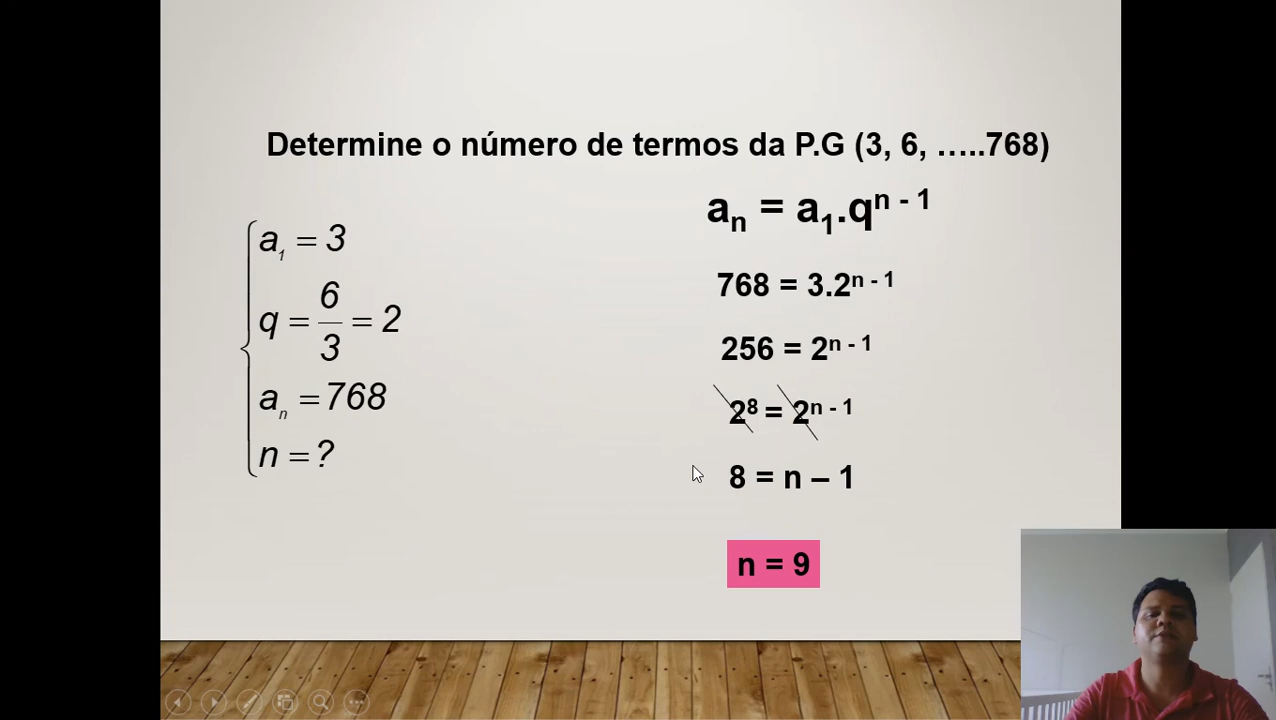 Determine o número de termos da P.G (3, 6, …..768)
a₁ = 3
q = 6/3 = 2
aₙ = 768
n = ?
aₙ = a₁.qⁿ ⁻ ¹
768 = 3.2ⁿ ⁻ ¹
256 = 2ⁿ ⁻ ¹
2⁸ = 2ⁿ ⁻ ¹
8 = n – 1
n = 9